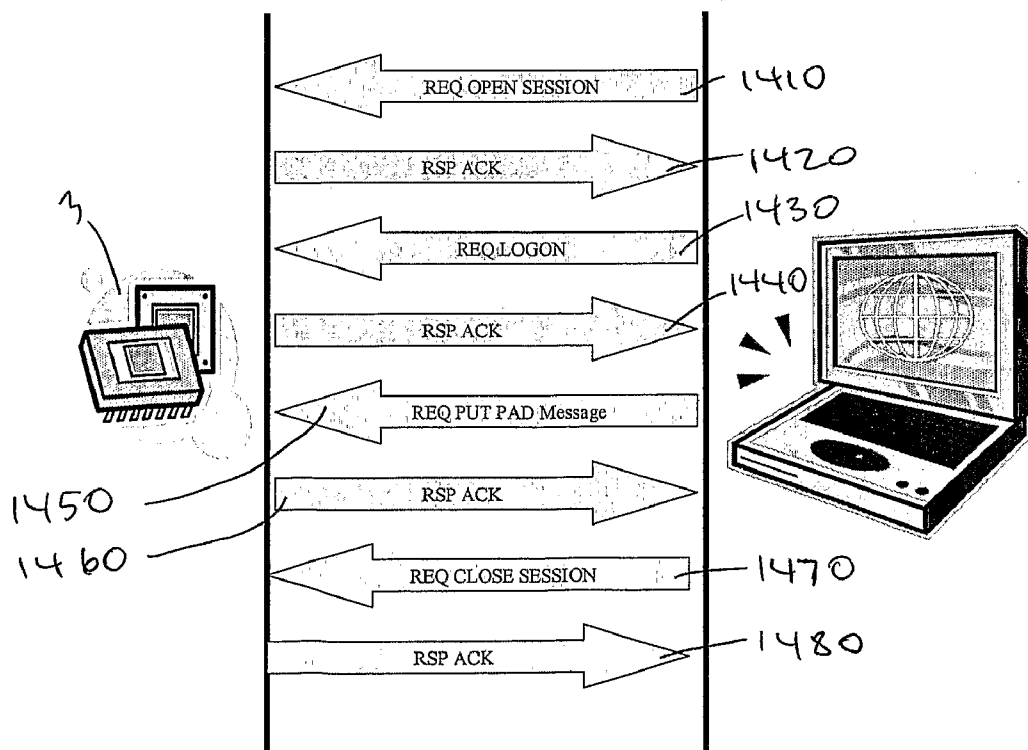 REQ OPEN SESSION
1410
RSP ACK
1420
3
REQ LOGON
1430
RSP ACK
1440
REQ PUT PAD Message
1450
RSP ACK
1460
REQ CLOSE SESSION
1470
RSP ACK
1480